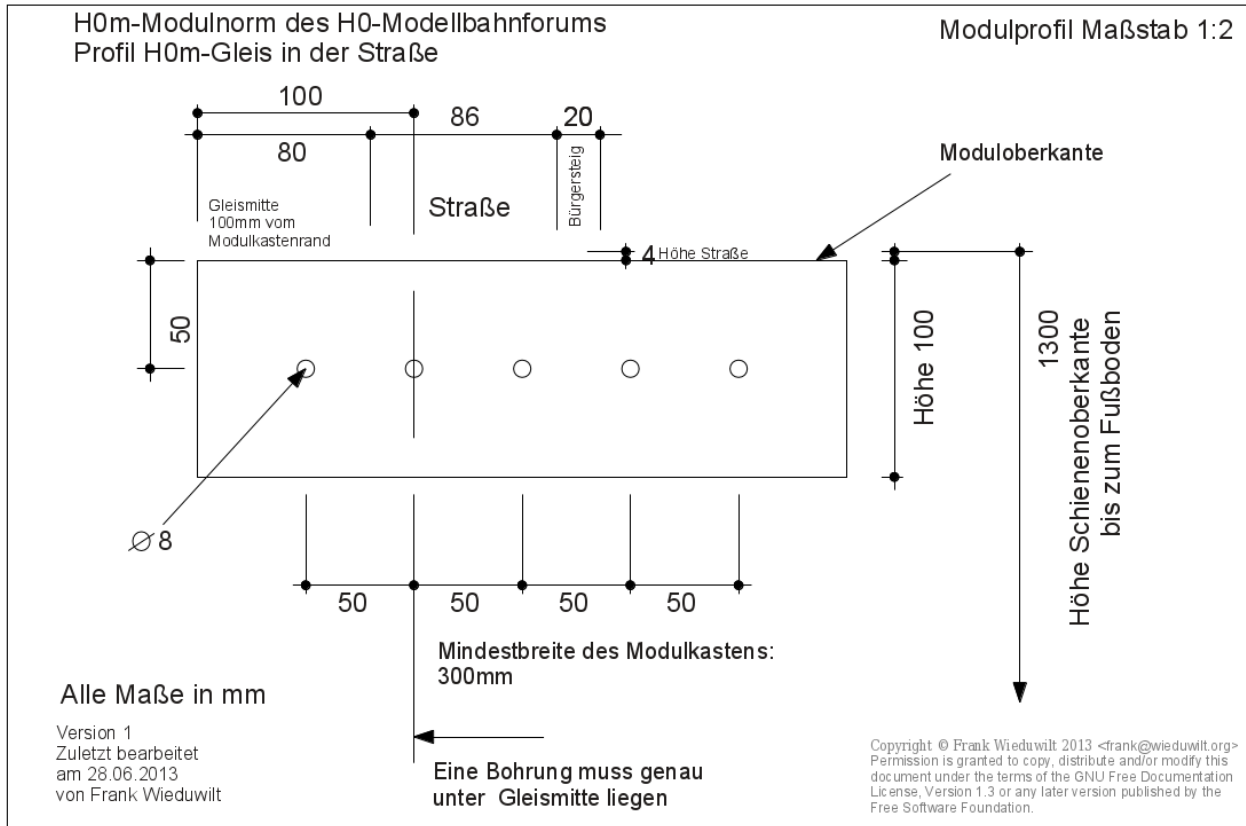 H0m-Modulnorm des H0-Modellbahnforums
Profil H0m-Gleis in der Straße
Modulprofil Maßstab 1:2
100
86
20
80
Bürgersteig
Moduloberkante
Gleismitte
100mm vom
Modulkastenrand
Straße
4 Höhe Straße
50
Höhe 100
1300
Höhe Schienenoberkante
bis zum Fußboden
∅ 8
50
50
50
50
Mindestbreite des Modulkastens:
300mm
Alle Maße in mm
Version 1
Zuletzt bearbeitet
am 28.06.2013
von Frank Wieduwilt
Eine Bohrung muss genau
unter Gleismitte liegen
Copyright © Frank Wieduwilt 2013 <frank@wieduwilt.org>
Permission is granted to copy, distribute and/or modify this
document under the terms of the GNU Free Documentation
License, Version 1.3 or any later version published by the
Free Software Foundation.